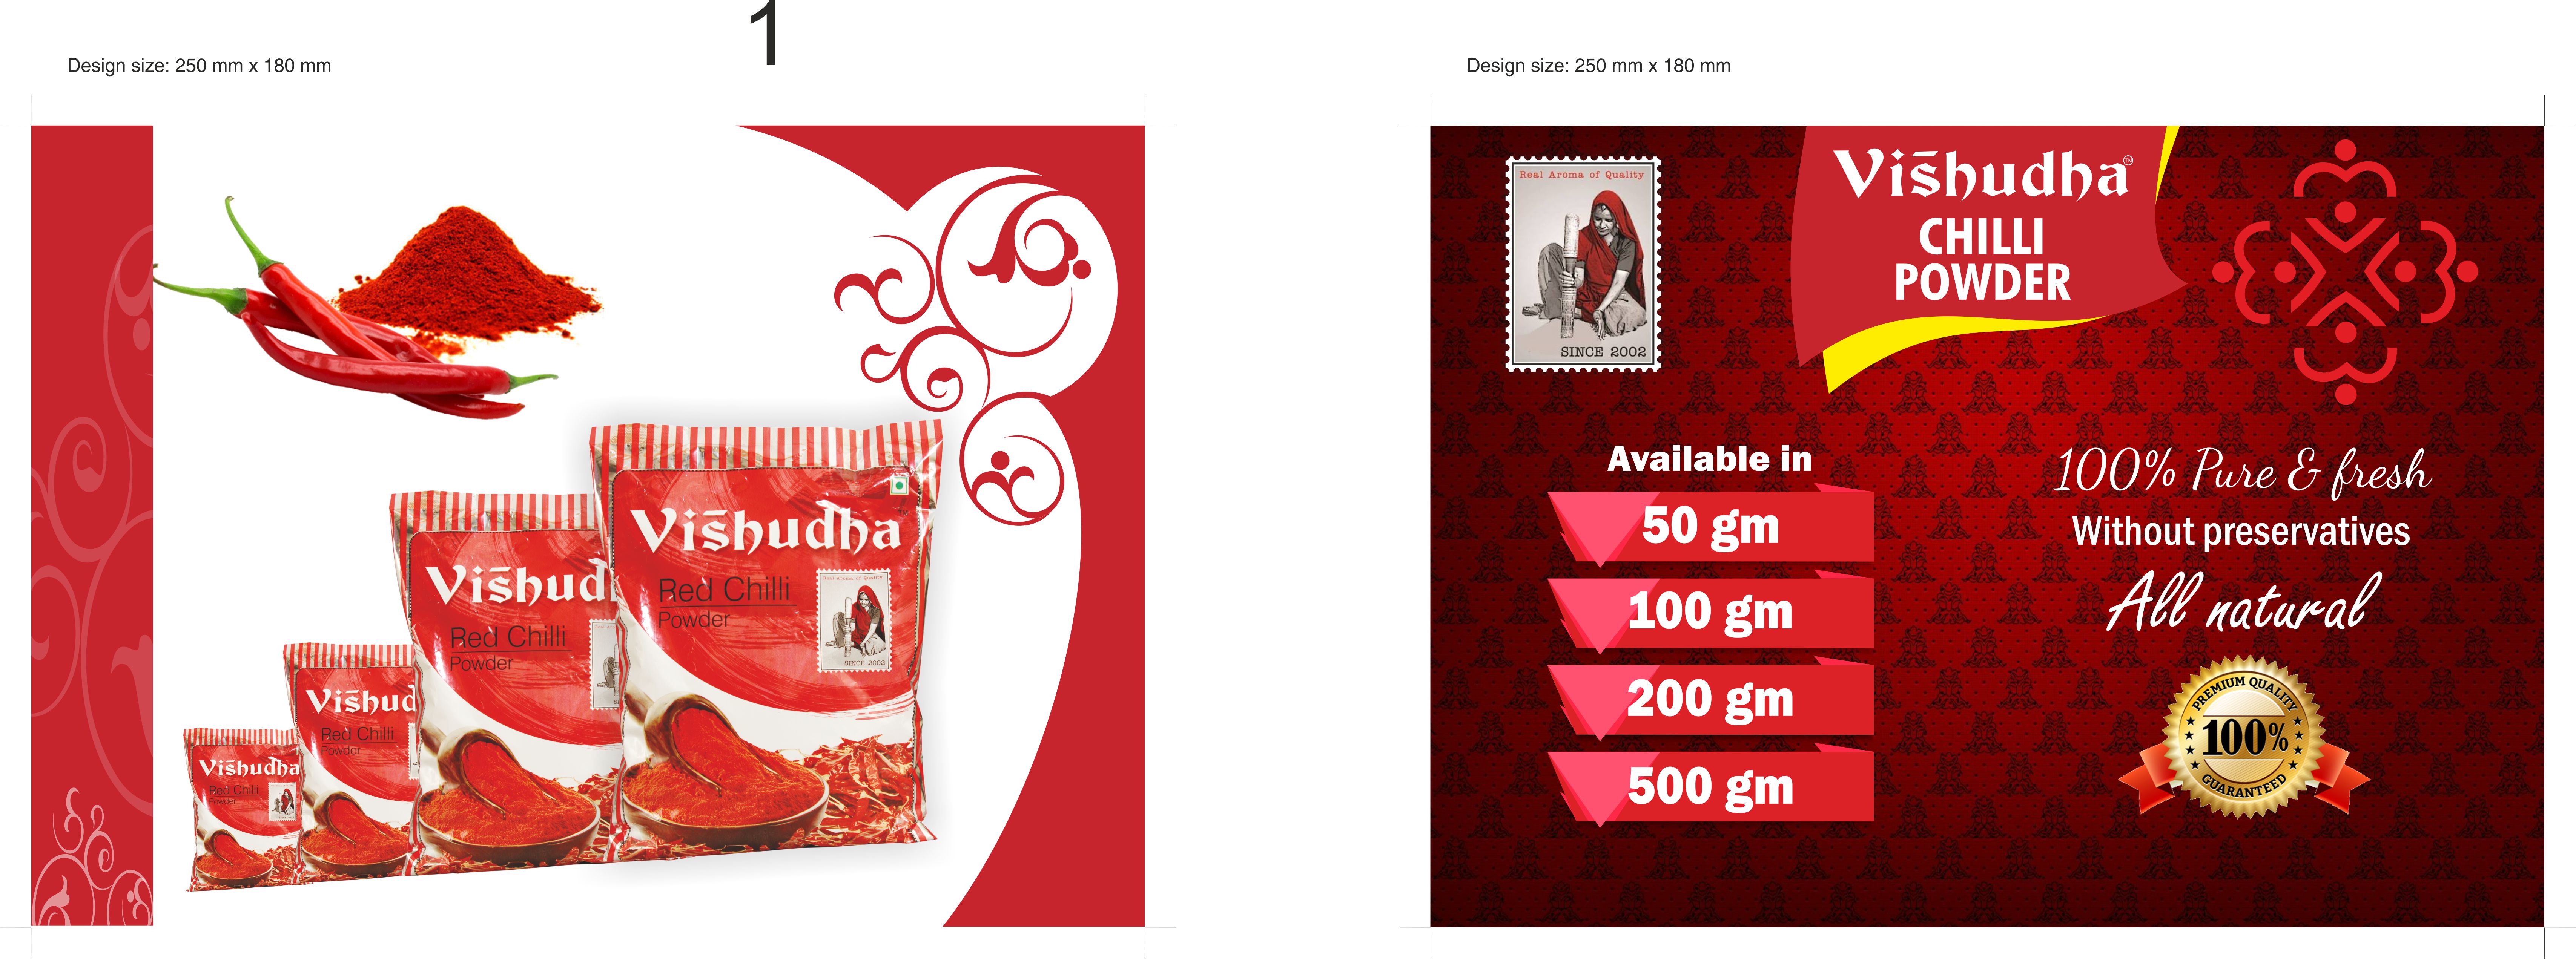 1
Design size: 250 mm x 180 mm
Vishudha
Red Chilli
Powder
Vishud
Red Chilli
Powder
Vishud
Red Chilli
Powder
Vishudha
Red Chilli
Powder
Real Aroma of Quality
SINCE 2002
Design size: 250 mm x 180 mm
Real Aroma of Quality
SINCE 2002
Višhudha™
CHILLI
POWDER
Available in
50 gm
100 gm
200 gm
500 gm
100% Pure & fresh
Without preservatives
All natural
PREMIUM QUALITY
100%
GUARANTEED